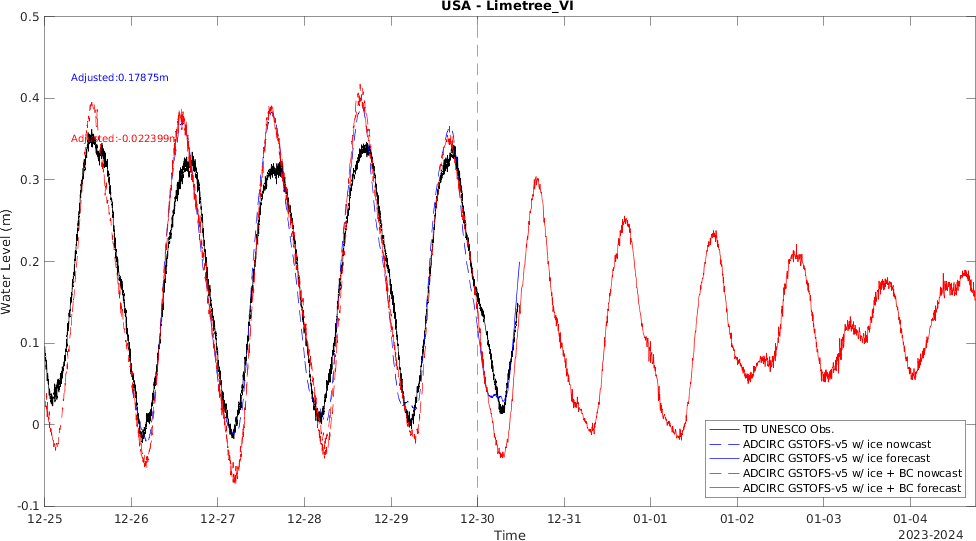 USA - Limetree_VI
0.5
Adjusted:0.17875m
0.4
Adjusted:-0.022399m
0.3
Water Level (m)
0.2
0.1
0
-0.1
TD UNESCO Obs.
ADCIRC GSTOFS-v5 w/ ice nowcast
ADCIRC GSTOFS-v5 w/ ice forecast
ADCIRC GSTOFS-v5 w/ ice + BC nowcast
ADCIRC GSTOFS-v5 w/ ice + BC forecast
12-25 12-26 12-27 12-28 12-29 12-30 12-31 01-01 01-02 01-03 01-04
Time
2023-2024